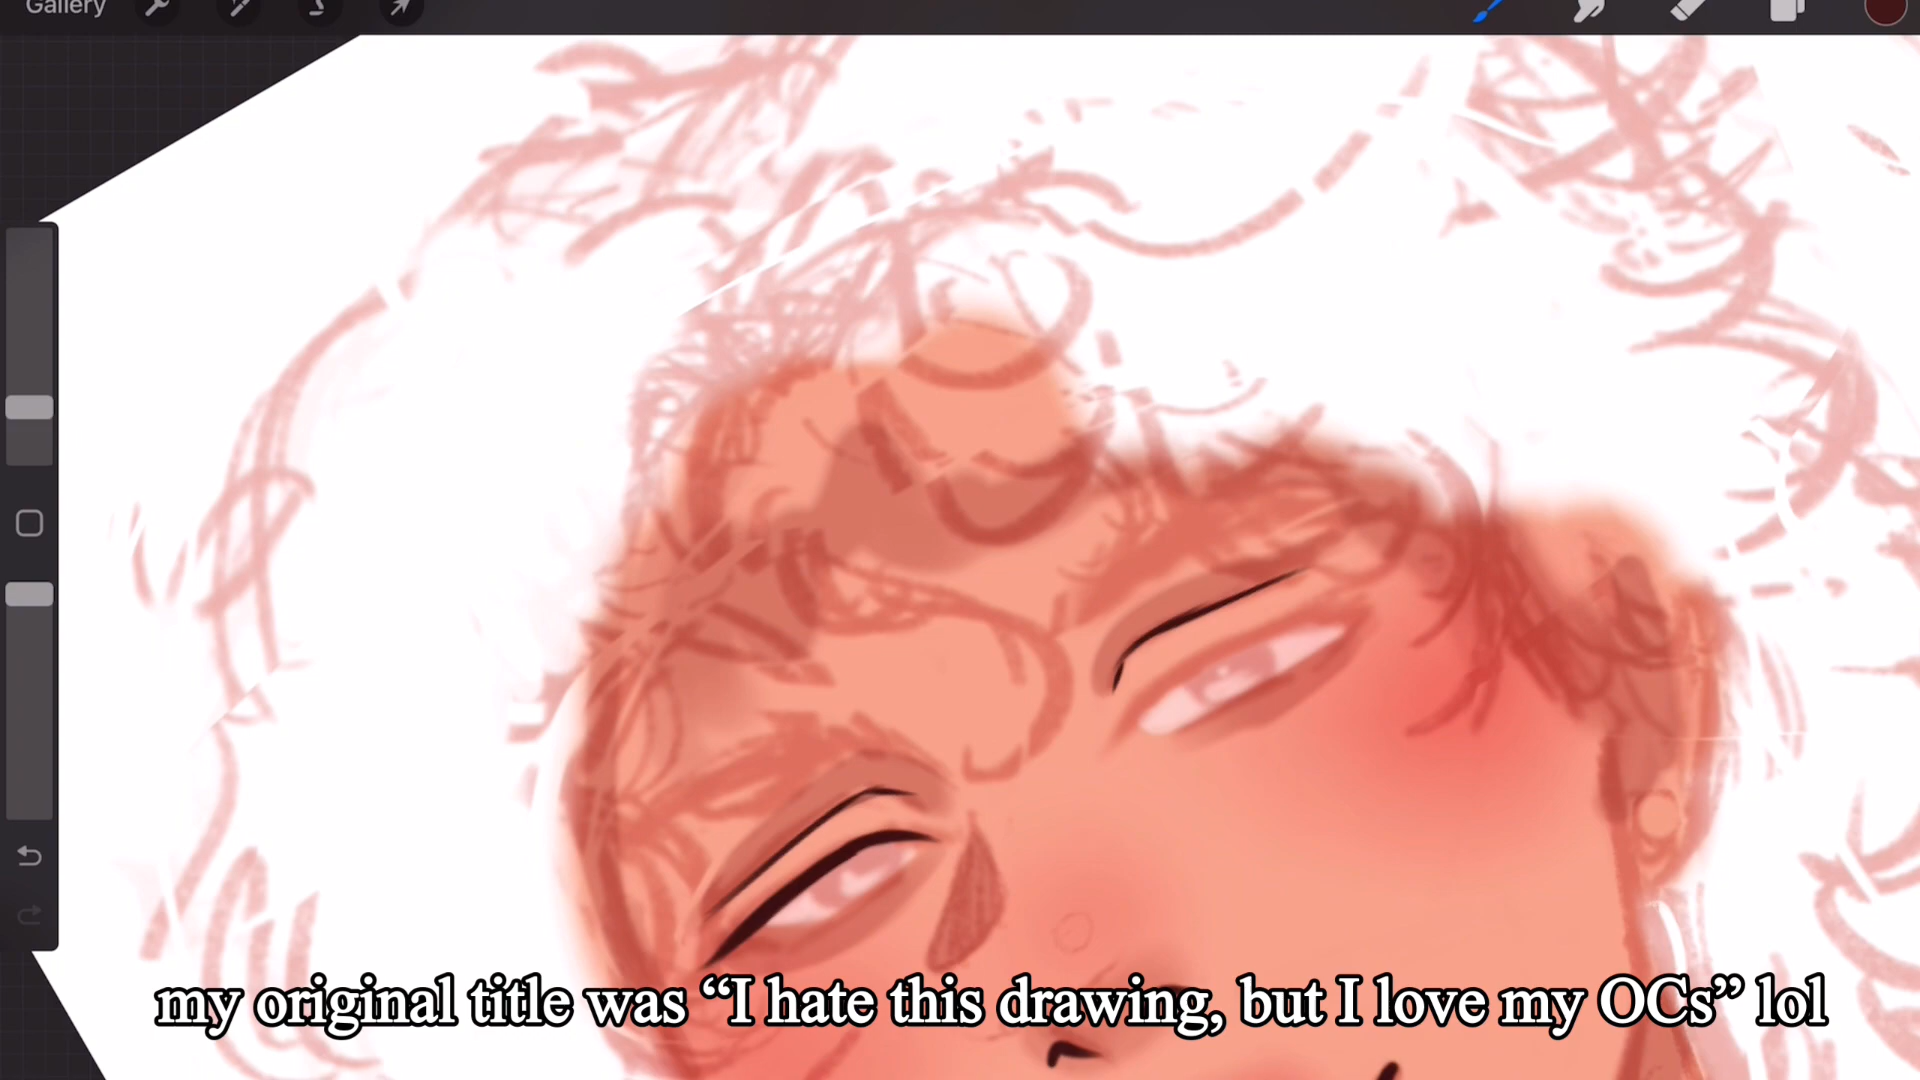 Gallery
my original title was “I hate this drawing, but I love my OCs” lol